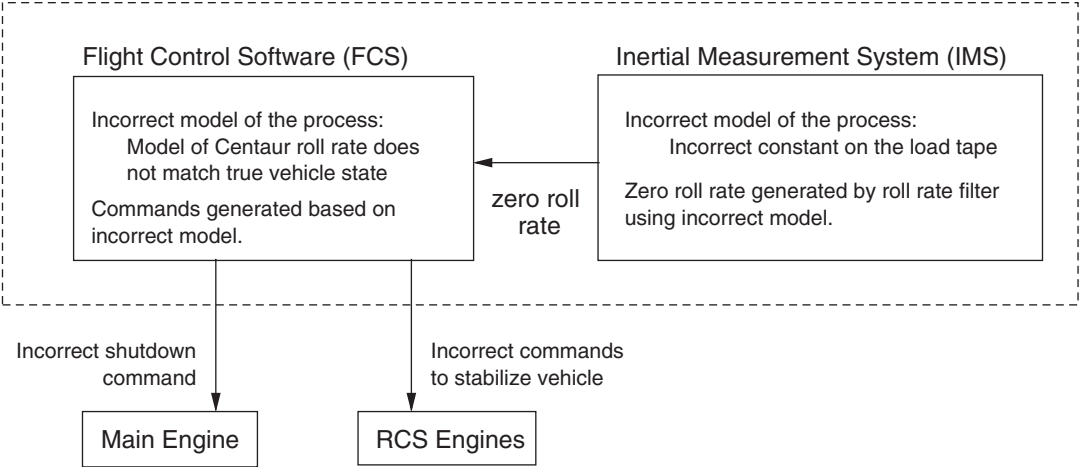 Flight Control Software (FCS)
Incorrect model of the process:
Model of Centaur roll rate does
not match true vehicle state
Commands generated based on
incorrect model.
Inertial Measurement System (IMS)
Incorrect model of the process:
Incorrect constant on the load tape
Zero roll rate generated by roll rate filter
using incorrect model.
zero roll
rate
Incorrect shutdown
command
Incorrect commands
to stabilize vehicle
Main Engine
RCS Engines